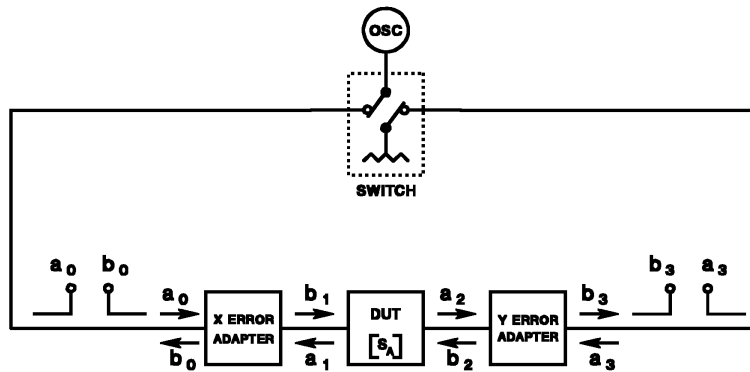 OSC
SWITCH
a0 b0 a0 b1 a2 b3 b3 a3
X ERROR ADAPTER
DUT
[SA]
Y ERROR ADAPTER
b0 a1 b2 a3